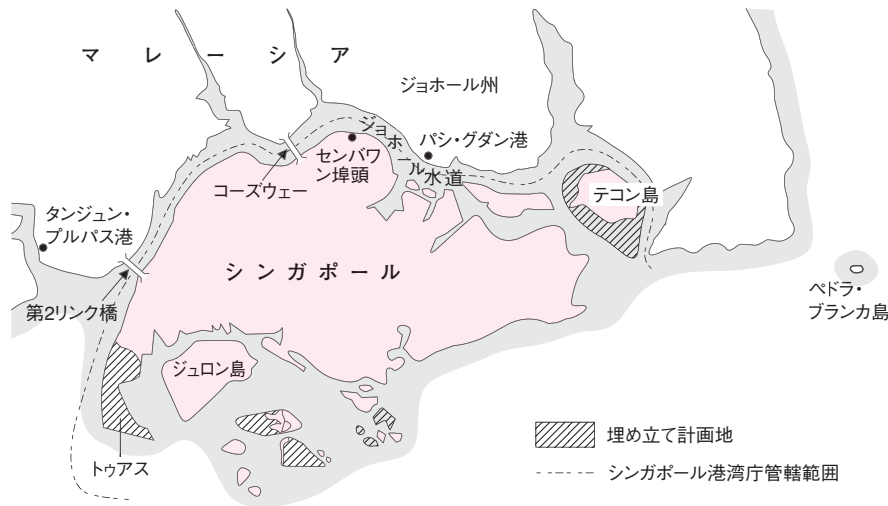 マレーシア
ジョホール州
ジョホール水道
パシ・グダン港
センバワ
ン埠頭
コーズウェー
テコン島
タンジュン・
プルパス港
シンガポール
第2リンク橋
ペドラ・
ブランカ島
ジュロン島
トゥアス
埋め立て計画地
シンガポール港湾庁管轄範囲